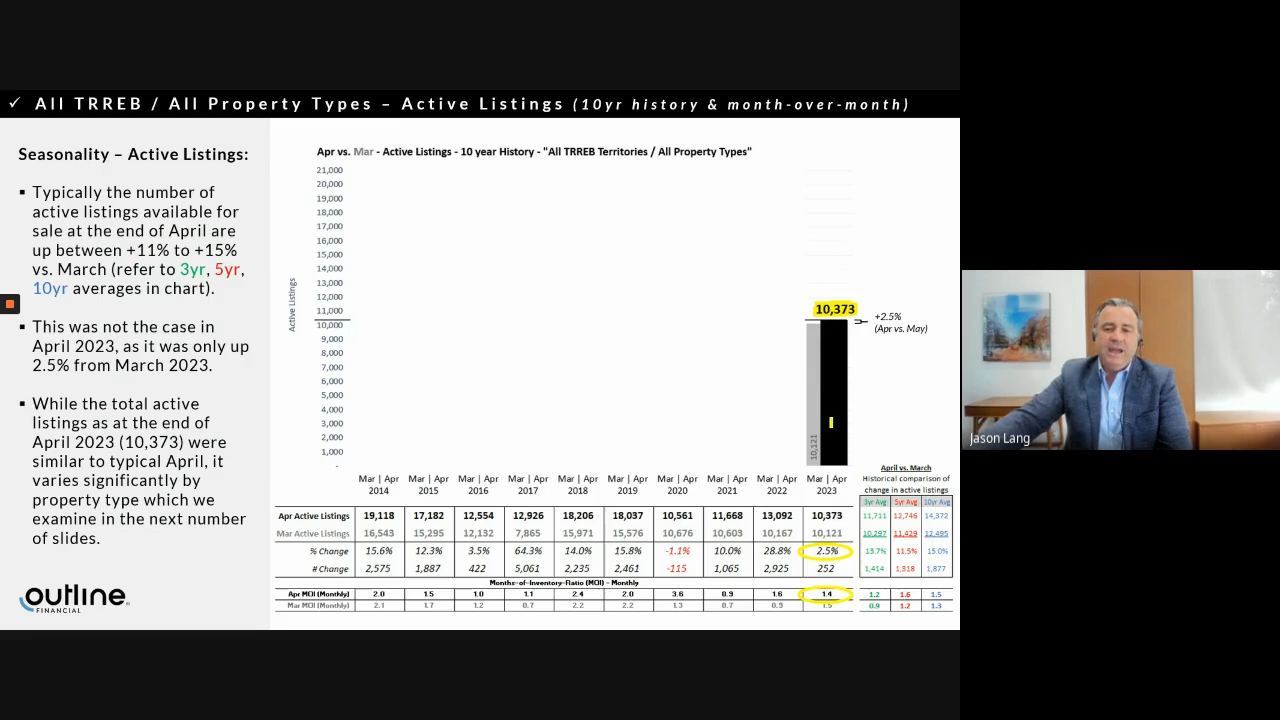 ✓ All TRREB / All Property Types – Active Listings (10yr history & month-over-month)
Seasonality – Active Listings:
▪ Typically the number of
active listings available for
sale at the end of April are
up between +11% to +15%
vs. March (refer to 3yr, 5yr,
10yr averages in chart).
▪ This was not the case in
April 2023, as it was only up
2.5% from March 2023.
▪ While the total active
listings as at the end of
April 2023 (10,373) were
similar to typical April, it
varies significantly by
property type which we
examine in the next number
of slides.
outline
FINANCIAL
Apr vs. Mar - Active Listings - 10 year History - "All TRREB Territories / All Property Types"
Active Listings
21,000
20,000
19,000
18,000
17,000
16,000
15,000
14,000
13,000
12,000
11,000
10,000
9,000
8,000
7,000
6,000
5,000
4,000
3,000
2,000
1,000
-
10,373
+2.5%
(Apr vs. May)
10,121
Mar | Apr Mar | Apr Mar | Apr Mar | Apr Mar | Apr Mar | Apr Mar | Apr Mar | Apr Mar | Apr Mar | Apr
2014 2015 2016 2017 2018 2019 2020 2021 2022 2023
April vs. March
Historical comparison of
change in active listings
3yr Avg 5yr Avg 10yr Avg
Apr Active Listings 19,118 17,182 12,554 12,926 18,206 18,037 10,561 11,668 13,092 10,373 11,711 12,746 14,372
Mar Active Listings 16,543 15,295 12,132 7,865 15,971 15,576 10,676 10,603 10,167 10,121 10,297 11,429 12,495
% Change 15.6% 12.3% 3.5% 64.3% 14.0% 15.8% -1.1% 10.0% 28.8% 2.5% 13.7% 11.5% 15.0%
# Change 2,575 1,887 422 5,061 2,235 2,461 -115 1,065 2,925 252 1,414 1,318 1,877
Months-of-Inventory-Ratio (MOI) - Monthly
Apr MOI (Monthly) 2.0 1.5 1.0 1.1 2.4 2.0 3.6 0.9 1.6 1.4 1.2 1.6 1.5
Mar MOI (Monthly) 2.1 1.7 1.2 0.7 2.2 2.2 1.3 0.7 0.9 1.5 0.9 1.2 1.3
Jason Lang